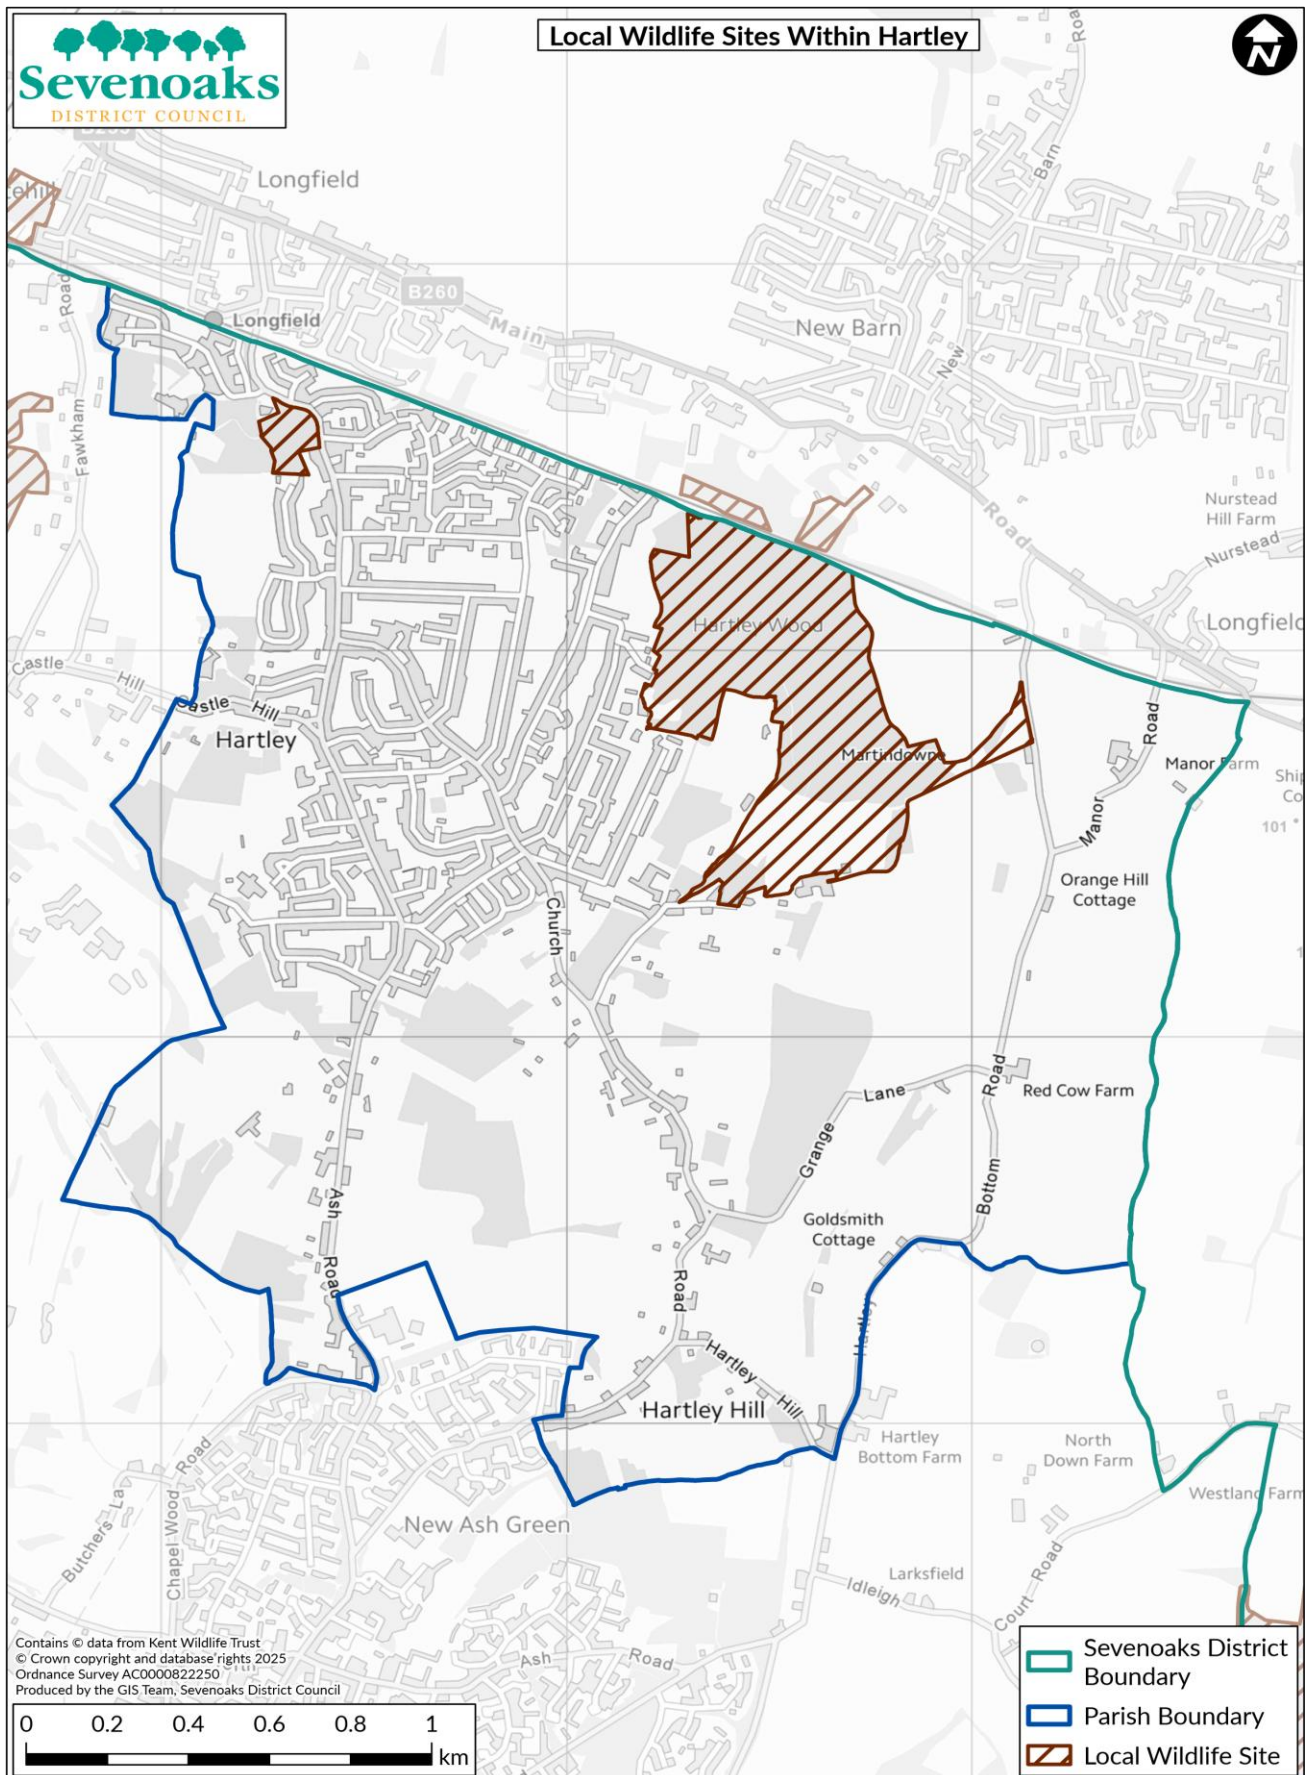 Sevenoaks
DISTRICT COUNCIL
Local Wildlife Sites Within Hartley
N
Longfield
Barn
B260
Longfield
Main
New Barn
New
Road
Fawkham
Road
Nurstead
Hill Farm
Nurstead
Hartley Wood
Castle
Hill
Castle
Hill
Hartley
Martindowne
Road
Manor Farm
Manor
101
Orange Hill
Cottage
Church
Lane
Road
Red Cow Farm
Grange
Ash
Road
Bottom
Goldsmith
Cottage
Road
Hartley
Hartley
Hill
Hartley Hill
Hartley
Bottom Farm
North
Down Farm
Westland Farm
Road
Butchers La
Chapel Wood
New Ash Green
Larksfield
Idleigh
Court
Road
Ash
Road
Contains © data from Kent Wildlife Trust
© Crown copyright and database rights 2025
Ordnance Survey AC0000822250
Produced by the GIS Team, Sevenoaks District Council
0 0.2 0.4 0.6 0.8 1
km
Sevenoaks District
Boundary
Parish Boundary
Local Wildlife Site